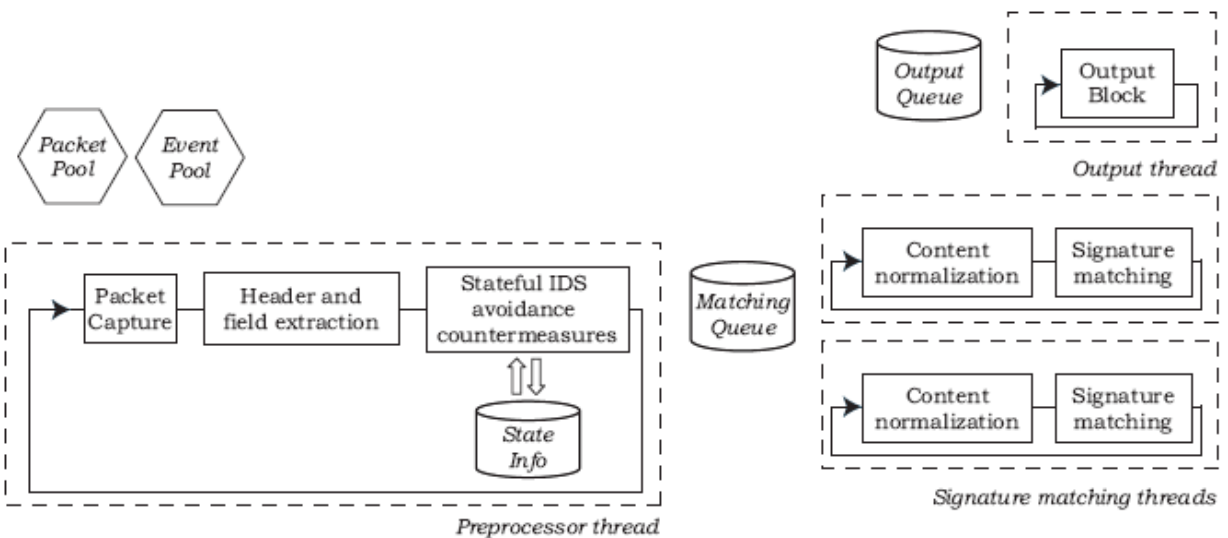 Output
Queue
Output
Block
Output thread
Packet
Pool
Event
Pool
Packet
Capture
Header and
field extraction
Stateful IDS
avoidance
countermeasures
State
Info
Preprocessor thread
Matching
Queue
Content
normalization
Signature
matching
Content
normalization
Signature
matching
Signature matching threads